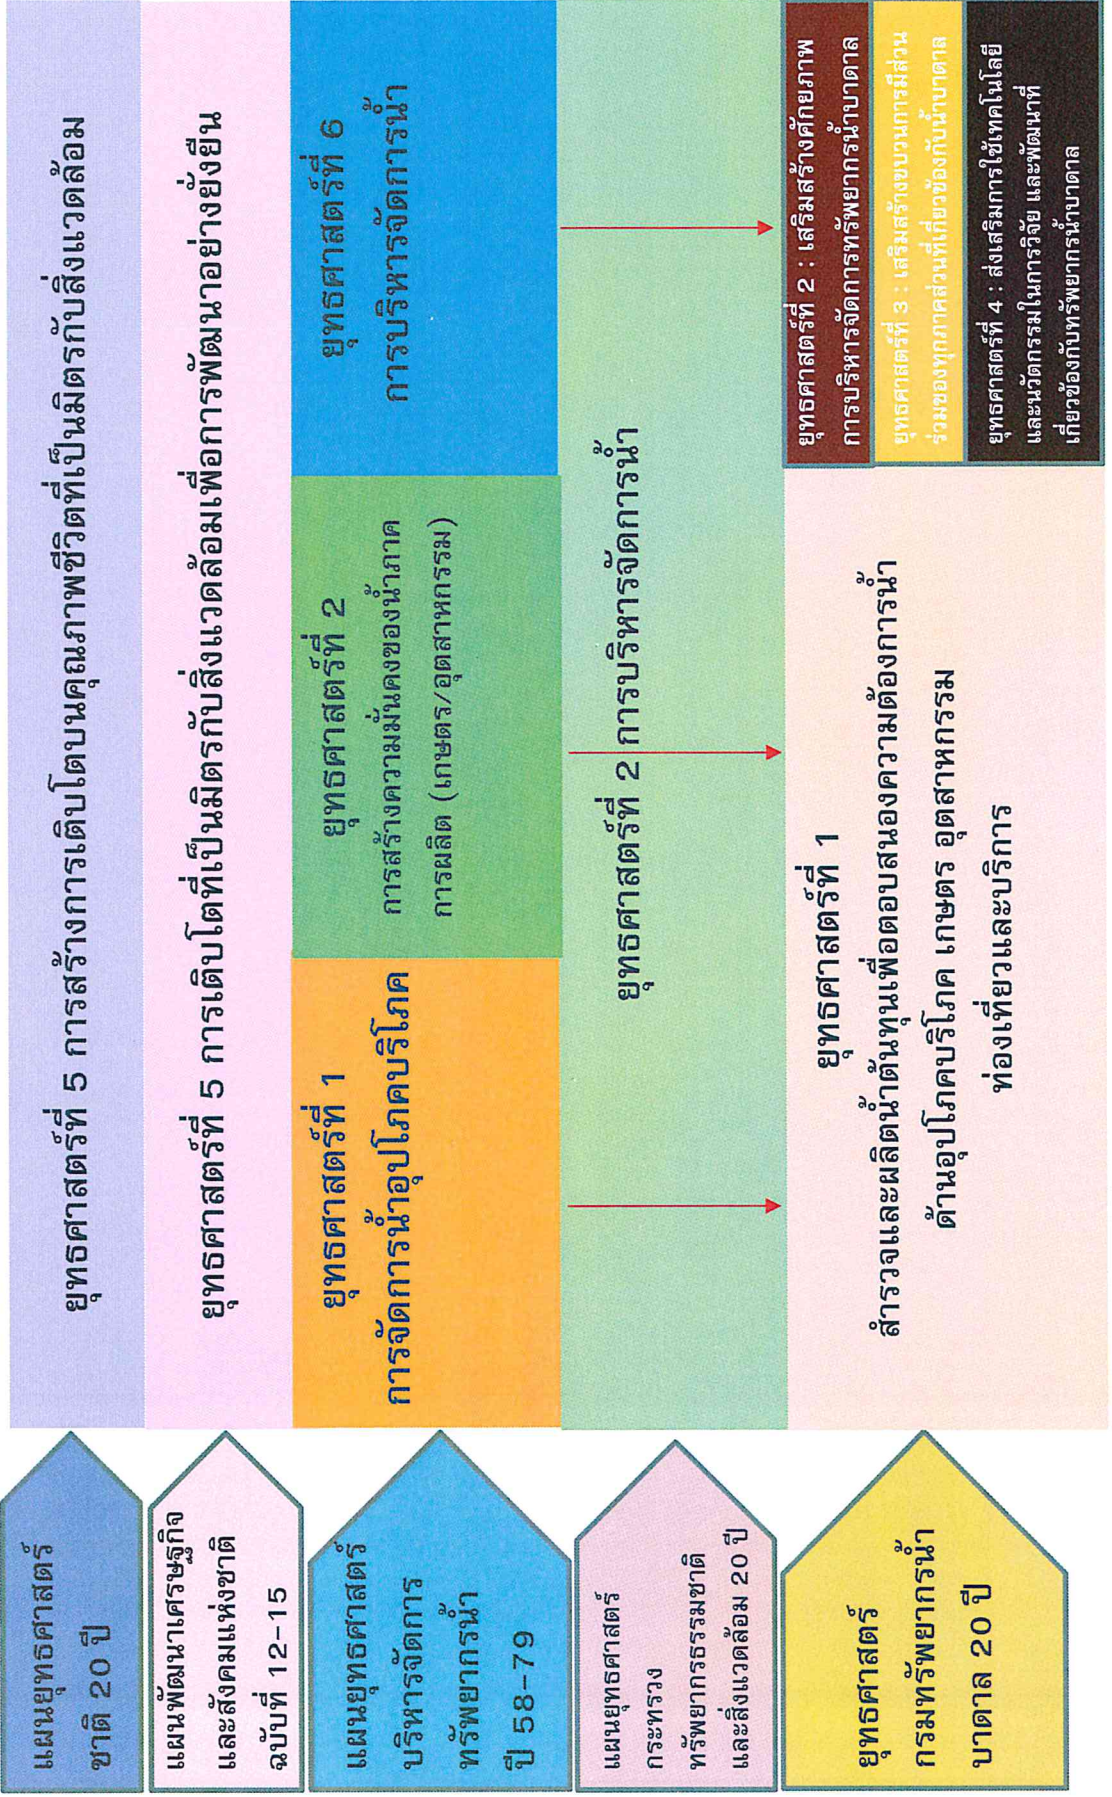 แผนยุทธศาสตร์
ชาติ 20 ปี
ยุทธศาสตร์ที่ 5 การสร้างการเติบโตบนคุณภาพชีวิตที่เป็นมิตรกับสิ่งแวดล้อม
แผนพัฒนาเศรษฐกิจ
และสังคมแห่งชาติ
ฉบับที่ 12-15
ยุทธศาสตร์ที่ 5 การเติบโตที่เป็นมิตรกับสิ่งแวดล้อมเพื่อการพัฒนาอย่างยั่งยืน
แผนยุทธศาสตร์
บริหารจัดการ
ทรัพยากรน้ำ
ปี 58-79
ยุทธศาสตร์ที่ 1
การจัดการน้ำอุปโภคบริโภค
ยุทธศาสตร์ที่ 2
การสร้างความมั่นคงของน้ำภาค
การผลิต (เกษตร/อุตสาหกรรม)
ยุทธศาสตร์ที่ 6
การบริหารจัดการน้ำ
แผนยุทธศาสตร์
กระทรวง
ทรัพยากรธรรมชาติ
และสิ่งแวดล้อม 20 ปี
ยุทธศาสตร์ที่ 2 การบริหารจัดการน้ำ
ยุทธศาสตร์
กรมทรัพยากรน้ำ
บาดาล 20 ปี
ยุทธศาสตร์ที่ 1
สำรวจและผลิตน้ำต้นทุนเพื่อตอบสนองความต้องการน้ำ
ด้านอุปโภคบริโภค เกษตร อุตสาหกรรม
ท่องเที่ยวและบริการ
ยุทธศาสตร์ที่ 2 : เสริมสร้างศักยภาพ
การบริหารจัดการทรัพยากรน้ำบาดาล
ยุทธศาสตร์ที่ 3 : เสริมสร้างขบวนการมีส่วน
ร่วมของทุกภาคส่วนที่เกี่ยวข้องกับน้ำบาดาล
ยุทธศาสตร์ที่ 4 : ส่งเสริมการใช้เทคโนโลยี
และนวัตกรรมในการวิจัย และพัฒนาที่
เกี่ยวข้องกับทรัพยากรน้ำบาดาล